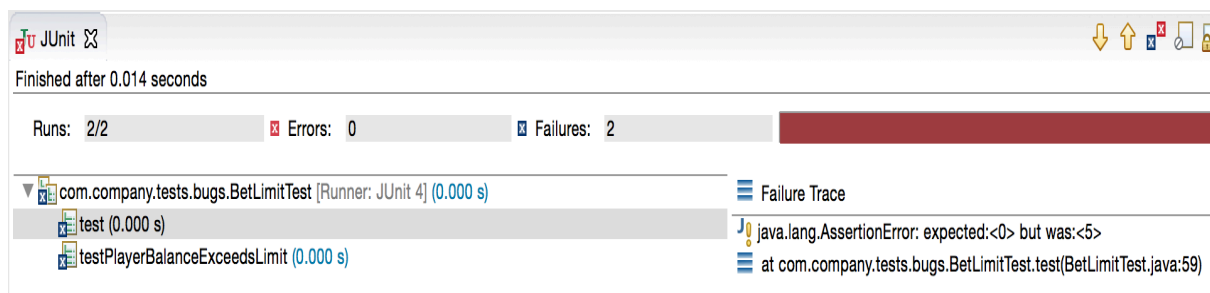 JUnit
Finished after 0.014 seconds
Runs: 2/2 Errors: 0 Failures: 2
com.company.tests.bugs.BetLimitTest [Runner: JUnit 4] (0.000 s)
test (0.000 s)
testPlayerBalanceExceedsLimit (0.000 s)
Failure Trace
java.lang.AssertionError: expected:<0> but was:<5>
at com.company.tests.bugs.BetLimitTest.test(BetLimitTest.java:59)